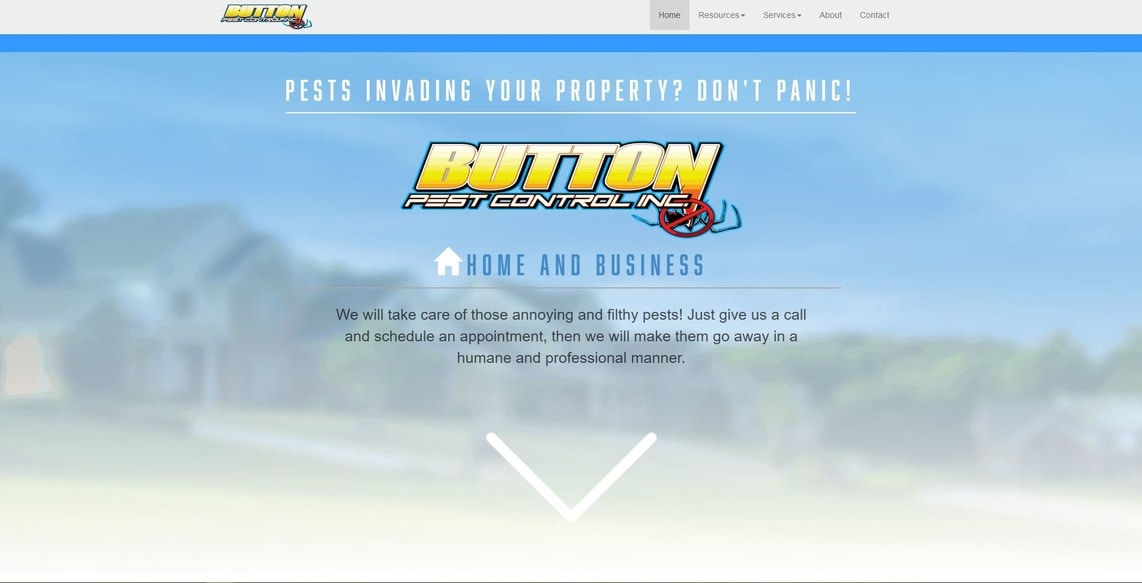 BUTTON
PEST CONTROL INC.
Home Resources Services About Contact
PESTS INVADING YOUR PROPERTY? DON'T PANIC!
BUTTON
PEST CONTROL INC.
HOME AND BUSINESS
We will take care of those annoying and filthy pests! Just give us a call
and schedule an appointment, then we will make them go away in a
humane and professional manner.